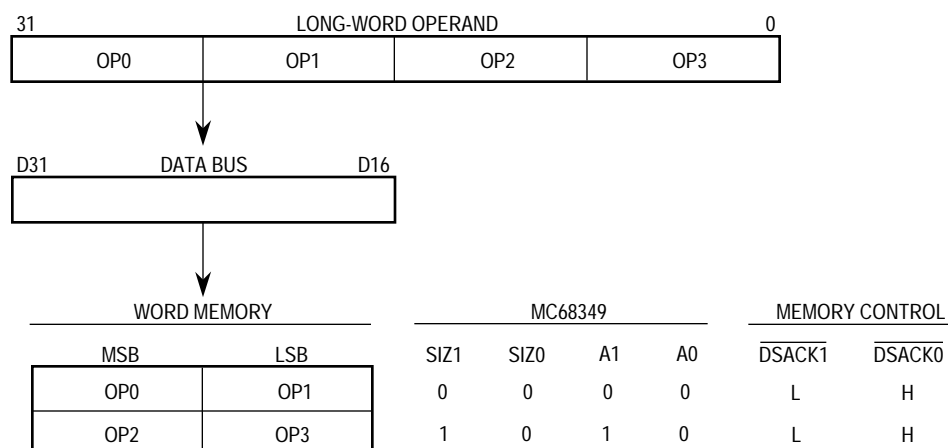 31 LONG-WORD OPERAND 0
OP0 OP1 OP2 OP3
D31 DATA BUS D16
WORD MEMORY MC68349 MEMORY CONTROL
MSB LSB SIZ1 SIZ0 A1 A0 DSACK1 DSACK0
OP0 OP1 0 0 0 0 L H
OP2 OP3 1 0 1 0 L H